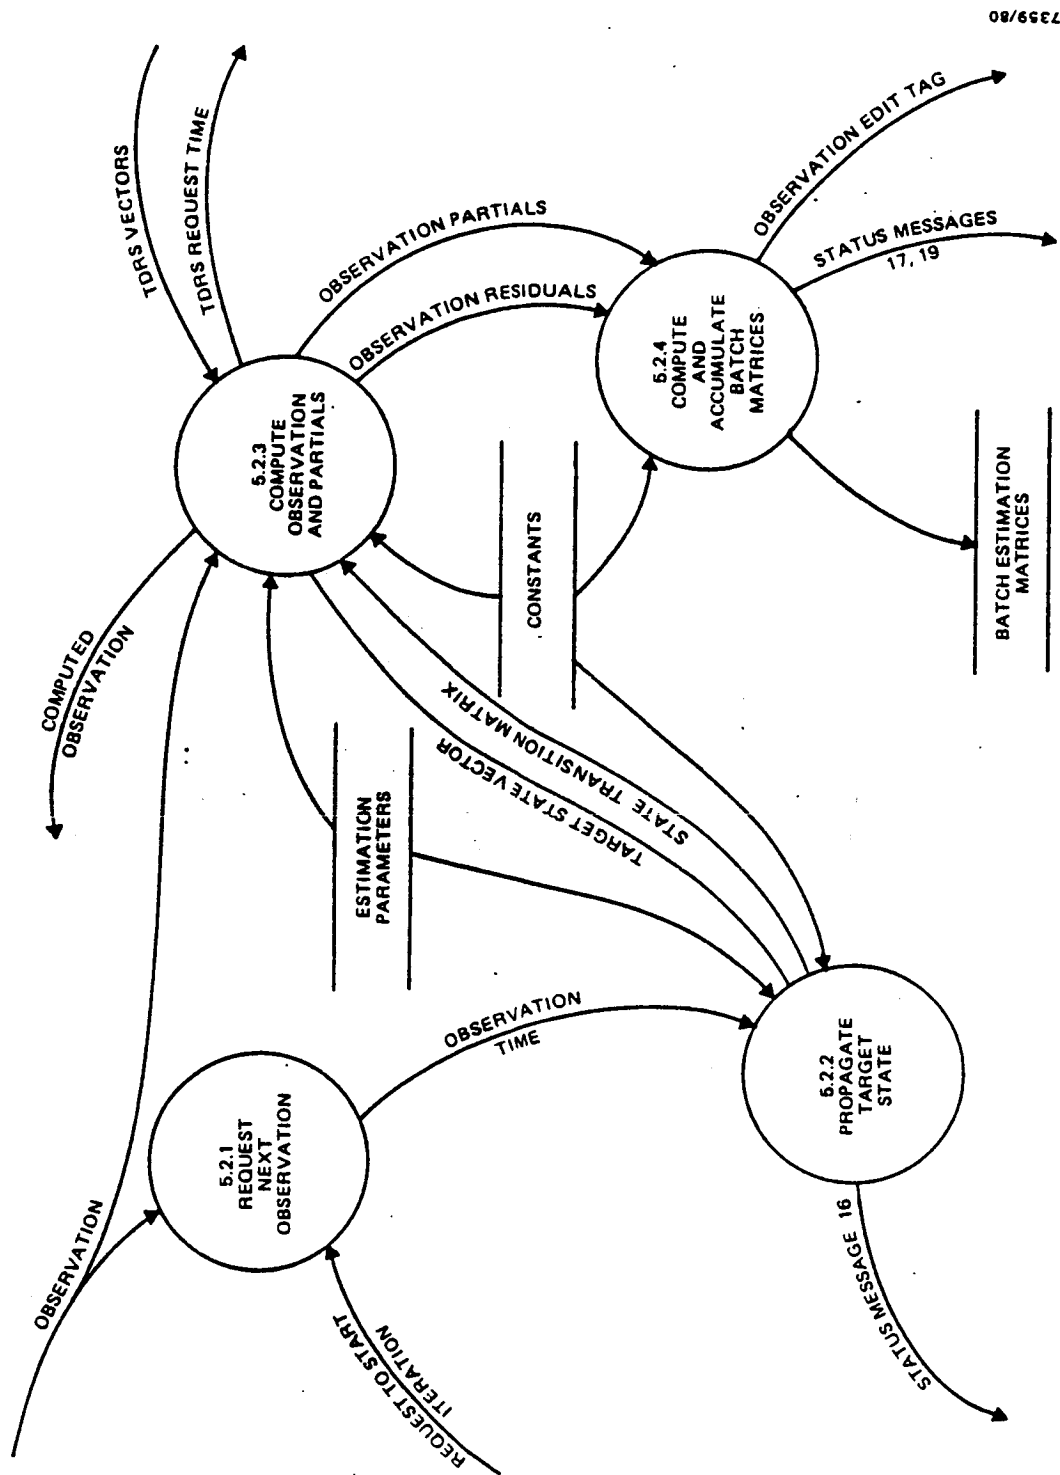 7359/80
OBSERVATION
COMPUTED
OBSERVATION
TDRS VECTORS
TDRS REQUEST TIME
5.2.1
REQUEST
NEXT
OBSERVATION
5.2.3
COMPUTE
OBSERVATION
AND PARTIALS
REQUEST TO START
ITERATION
OBSERVATION
TIME
ESTIMATION
PARAMETERS
TARGET STATE VECTOR
STATE TRANSITION MATRIX
CONSTANTS
OBSERVATION PARTIALS
OBSERVATION RESIDUALS
5.2.2
PROPAGATE
TARGET
STATE
5.2.4
COMPUTE
AND
ACCUMULATE
BATCH
MATRICES
STATUS MESSAGE 16
BATCH ESTIMATION
MATRICES
OBSERVATION EDIT TAG
STATUS MESSAGES
17, 19